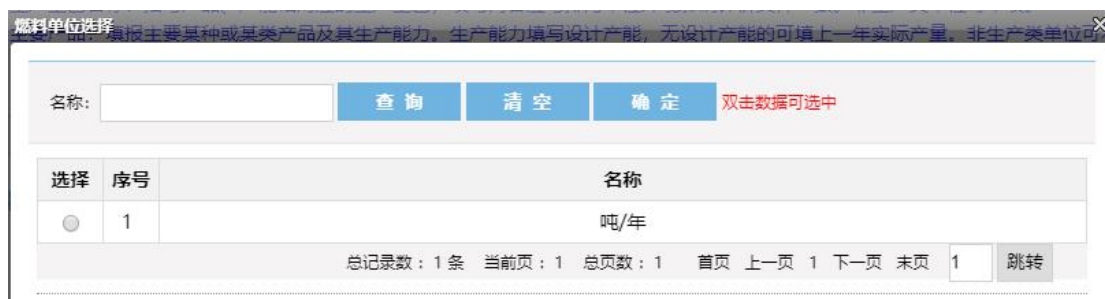 燃料单位选择
主要产品：填报主要某种或某类产品及其生产能力。生产能力填写设计产能，无设计产能的可填上一年实际产量。非生产类单位可
名称：
查 询
清 空
确 定
双击数据可选中
选择 序号 名称
1 吨/年
总记录数：1 条 当前页：1 总页数：1 首页 上一页 1 下一页 末页 1 跳转